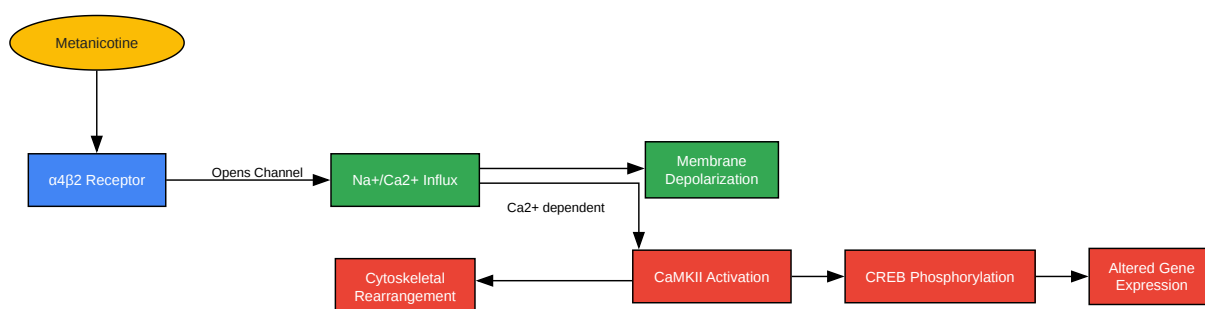 Metanicotine
α4β2 Receptor
Opens Channel
Na+/Ca2+ Influx
Membrane
Depolarization
Ca2+ dependent
Cytoskeletal
Rearrangement
CaMKII Activation
CREB Phosphorylation
Altered Gene
Expression